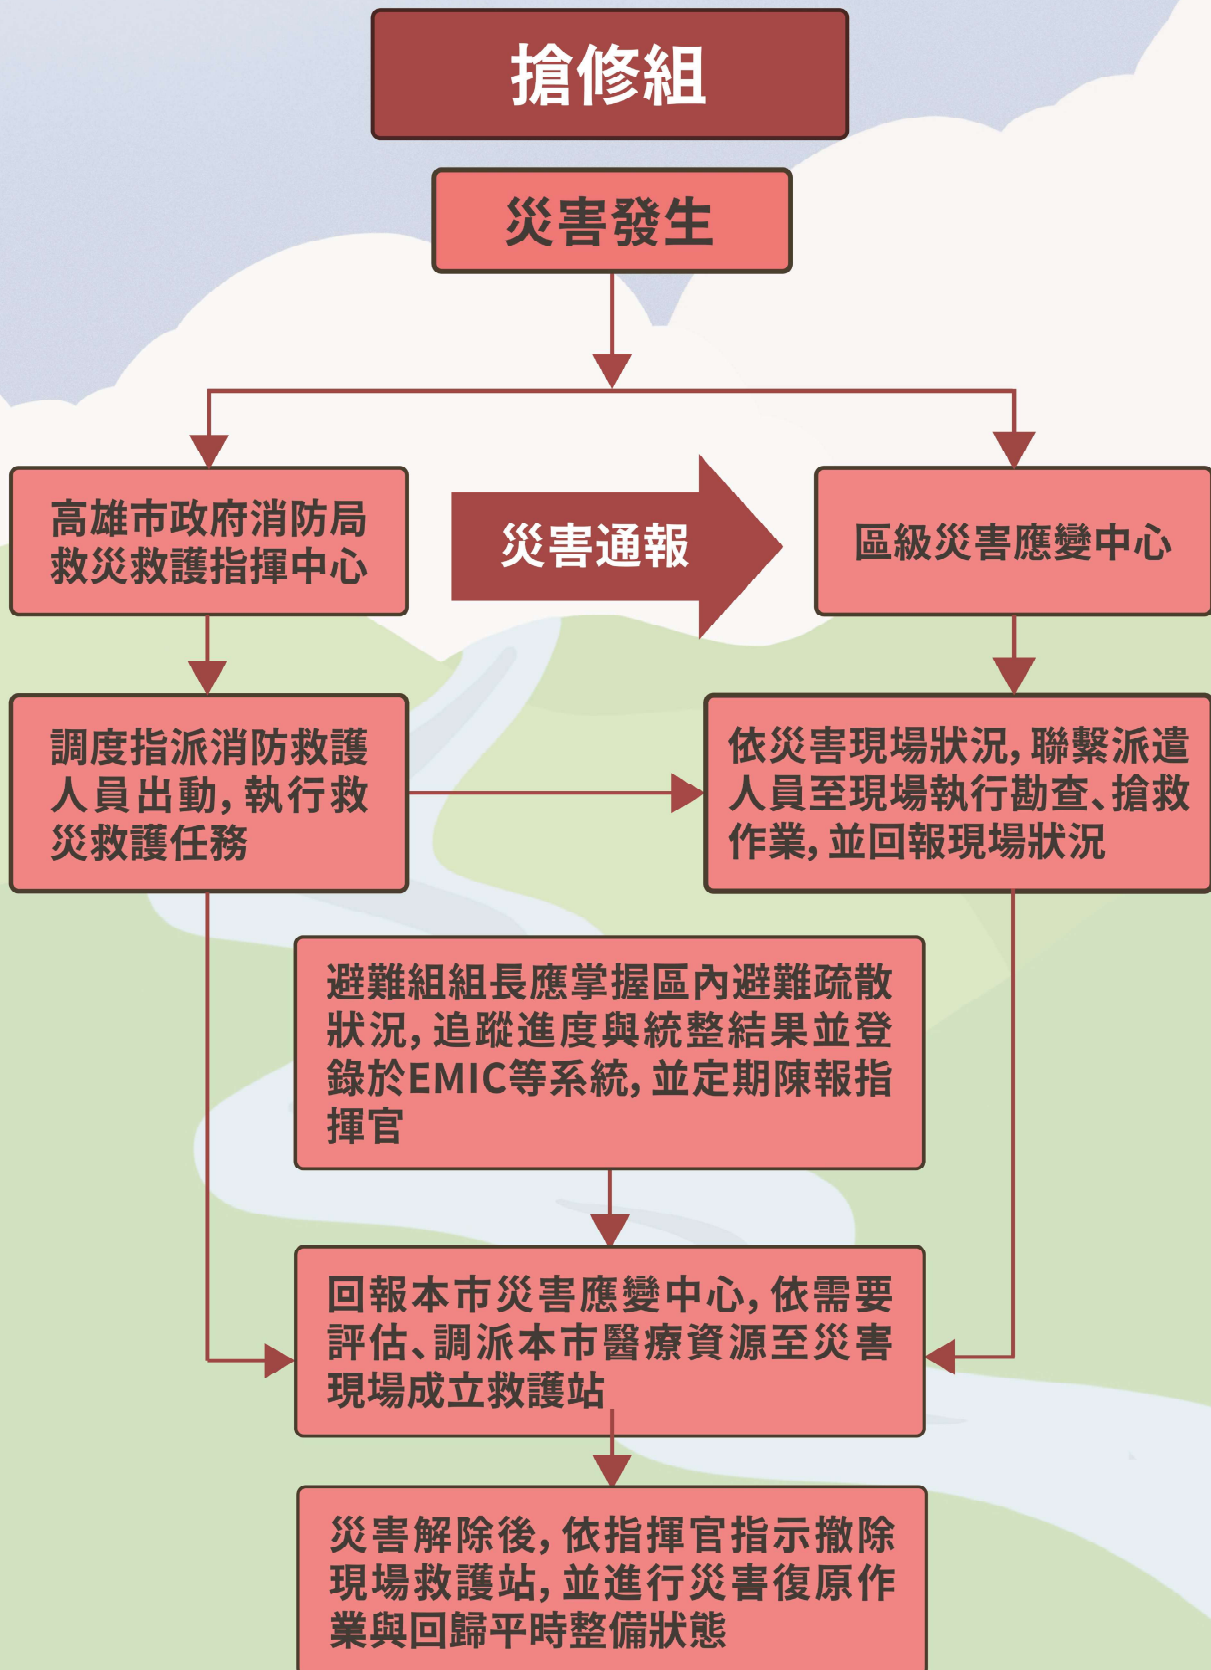 搶修組
災害發生
高雄市政府消防局
救災救護指揮中心
災害通報
區級災害應變中心
調度指派消防救護
人員出動,執行救
災救護任務
依災害現場狀況,聯繫派遣
人員至現場執行勘查、搶救
作業,並回報現場狀況
避難組組長應掌握區內避難疏散
狀況,追蹤進度與統整結果並登
錄於EMIC等系統,並定期陳報指
揮官
回報本市災害應變中心,依需要
評估、調派本市醫療資源至災害
現場成立救護站
災害解除後,依指揮官指示撤除
現場救護站,並進行災害復原作
業與回歸平時整備狀態